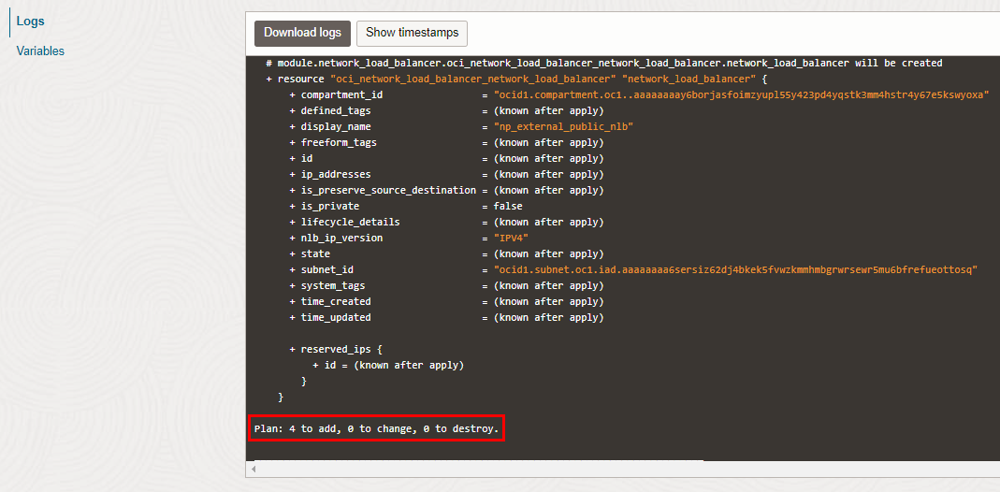 Logs
Variables
Download logs
Show timestamps
# module.network_load_balancer.oci_network_load_balancer_network_load_balancer.network_load_balancer will be created
+ resource "oci_network_load_balancer_network_load_balancer" "network_load_balancer" {
+ compartment_id = "ocid1.compartment.oc1..aaaaaaaay6borjasfoimzyupl55y423pd4yqstk3mm4hstr4y67e5kswyoxa"
+ defined_tags = (known after apply)
+ display_name = "np_external_public_nlb"
+ freeform_tags = (known after apply)
+ id = (known after apply)
+ ip_addresses = (known after apply)
+ is_preserve_source_destination = (known after apply)
+ is_private = false
+ lifecycle_details = (known after apply)
+ nlb_ip_version = "IPV4"
+ state = (known after apply)
+ subnet_id = "ocid1.subnet.oc1.iad.aaaaaaaa6sersiz62dj4bkek5fvwzkmmhmbgrwrsewr5mu6bfrefueottosq"
+ system_tags = (known after apply)
+ time_created = (known after apply)
+ time_updated = (known after apply)
+ reserved_ips {
+ id = (known after apply)
}
}
Plan: 4 to add, 0 to change, 0 to destroy.